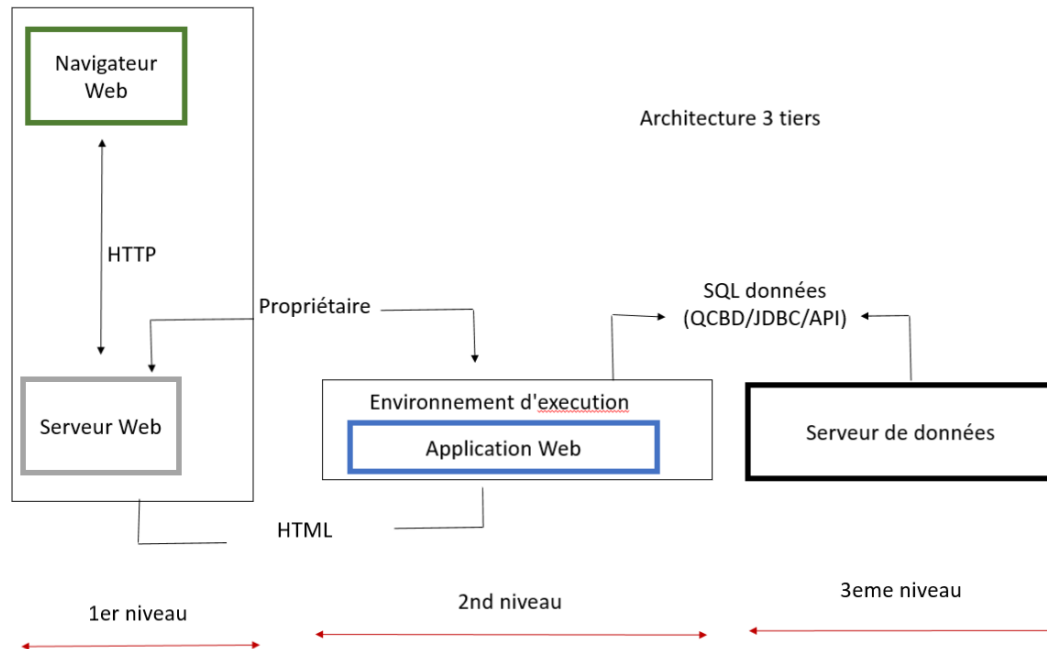 Navigateur
Web
Architecture 3 tiers
HTTP
Propriétaire
SQL données
(QCBD/JDBC/API)
Serveur Web
Environnement d'execution
Application Web
Serveur de données
HTML
1er niveau
2nd niveau
3eme niveau